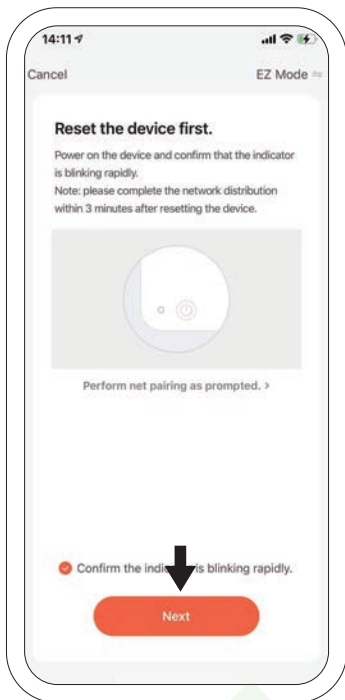 14:11
Cancel
EZ Mode
Reset the device first.
Power on the device and confirm that the indicator
is blinking rapidly.
Note: please complete the network distribution
within 3 minutes after resetting the device.
Perform net pairing as prompted. >
Confirm the is blinking rapidly.
Next